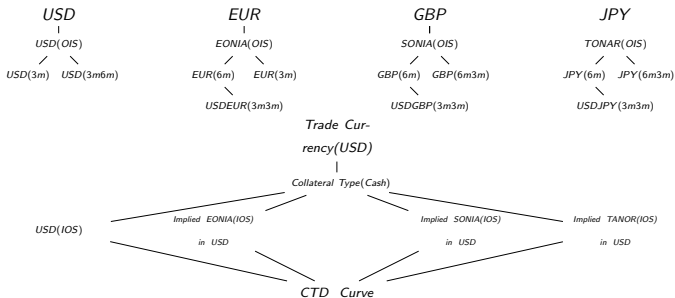 USD EUR GBP JPY
USD(OIS) EONIA(OIS) SONIA(OIS) TONAR(OIS)
USD(3m) USD(3m6m) EUR(6m) EUR(3m) GBP(6m) GBP(6m3m) JPY(6m) JPY(6m3m)
USDEUR(3m3m) USDGBP(3m3m) USDJPY(3m3m)
Trade Cur-
rency(USD)
Collateral Type(Cash)
USD(IOS) Implied EONIA(IOS) Implied SONIA(IOS) Implied TANOR(IOS)
in USD in USD in USD
CTD Curve